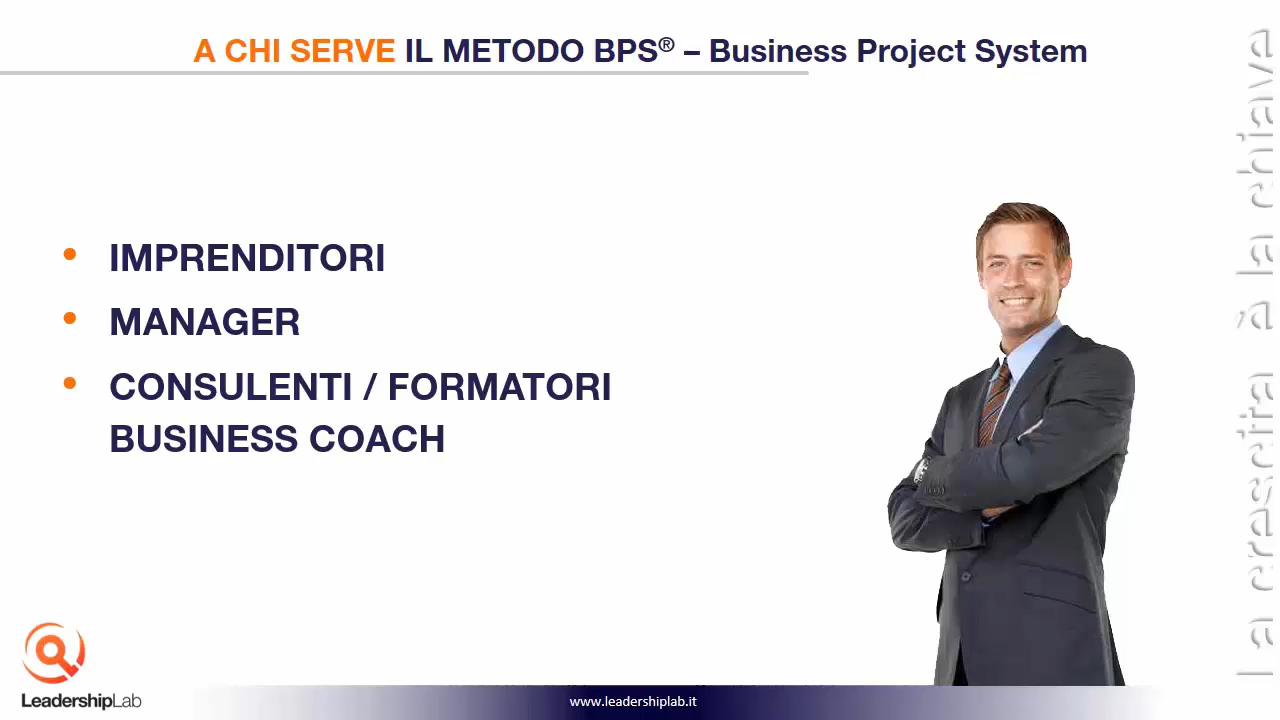 A CHI SERVE IL METODO BPS® – Business Project System
• IMPRENDITORI
• MANAGER
• CONSULENTI / FORMATORI
BUSINESS COACH
La crescita è la chiave
LeadershipLab
www.leadershiplab.it